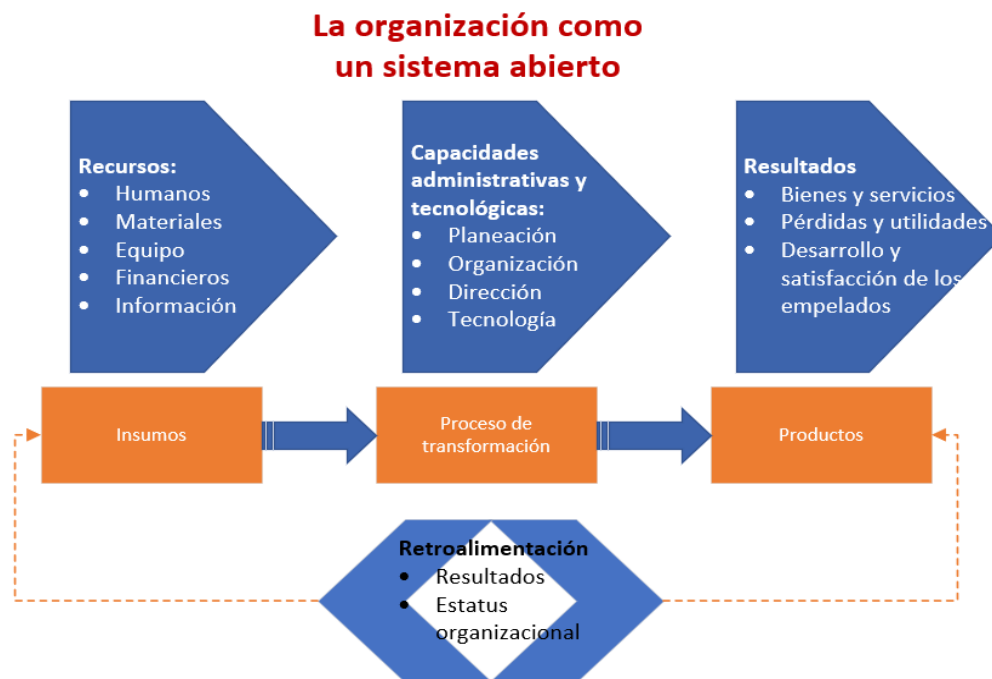 La organización como
un sistema abierto
Recursos:
• Humanos
• Materiales
• Equipo
• Financieros
• Información
Capacidades
administrativas y
tecnológicas:
• Planeación
• Organización
• Dirección
• Tecnología
Resultados
• Bienes y servicios
• Pérdidas y utilidades
• Desarrollo y
satisfacción de los
empelados
Insumos
Proceso de
transformación
Productos
Retroalimentación
• Resultados
• Estatus
organizacional